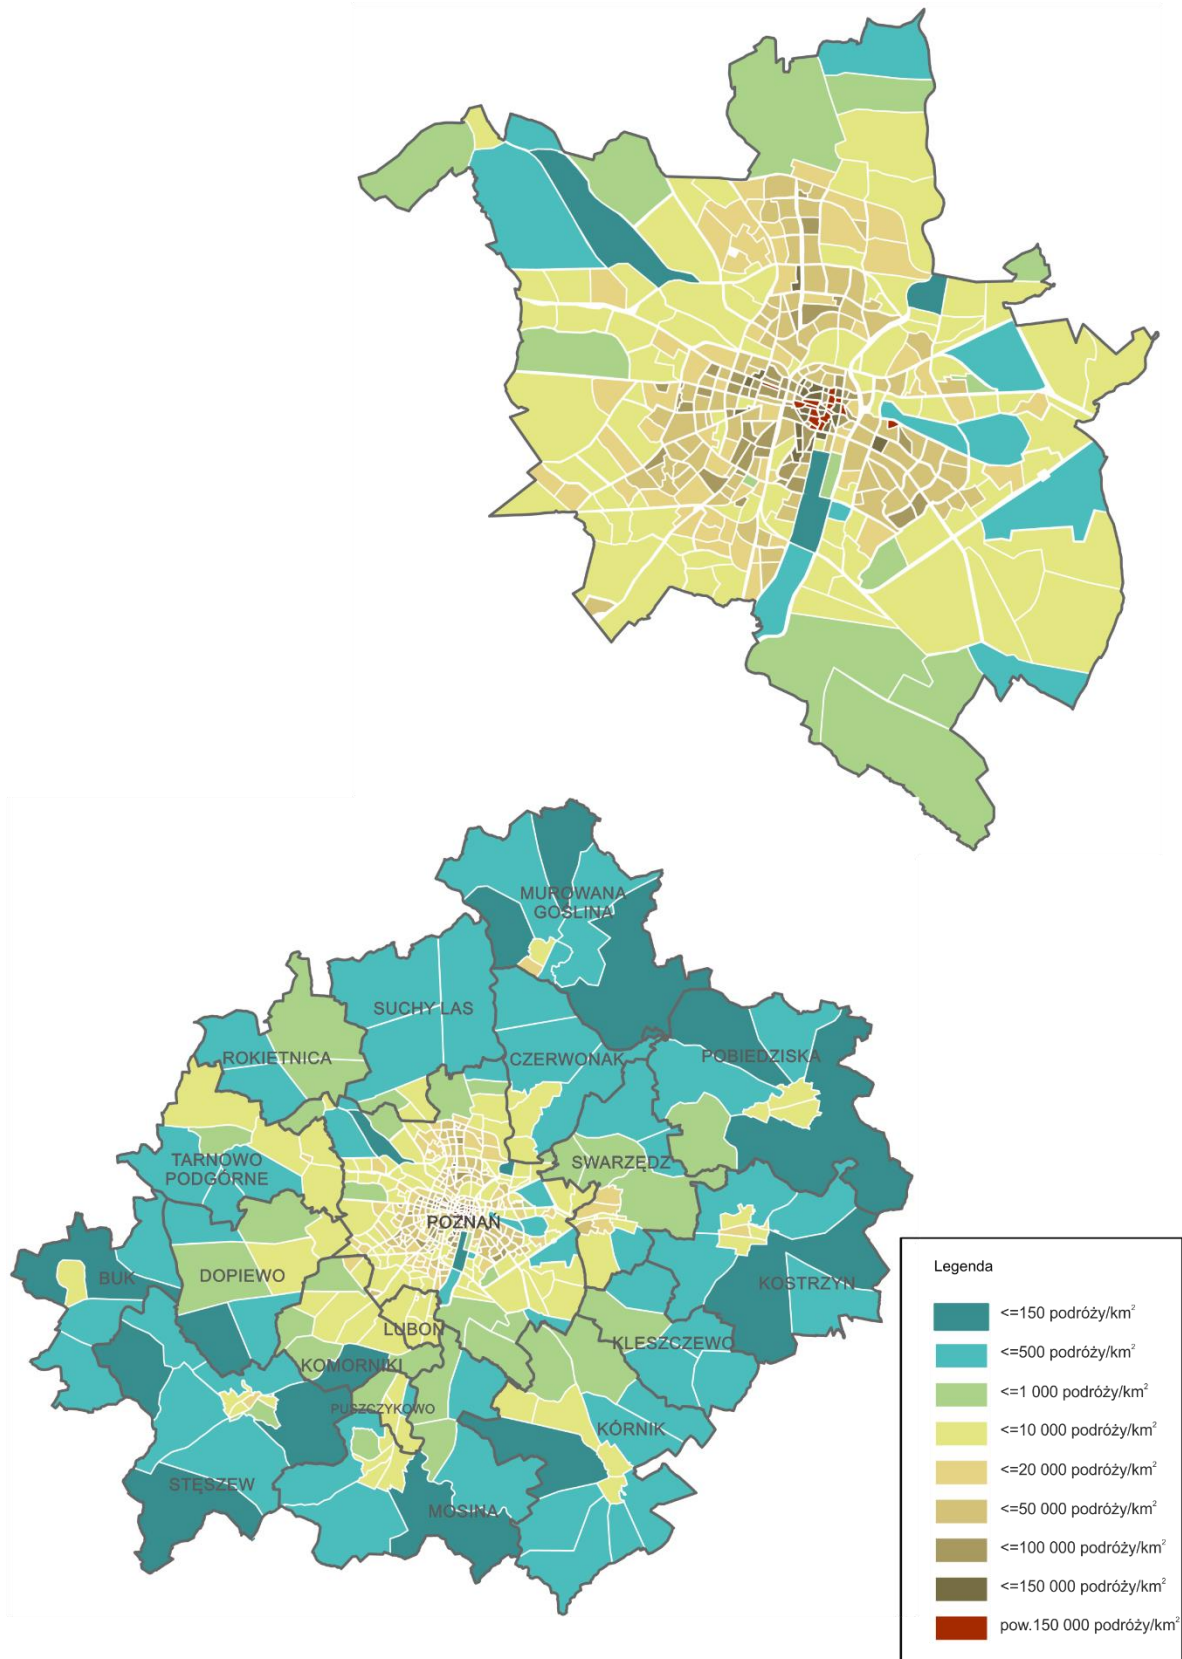 MUROWANA
GOŚLINA
SUCHY LAS
ROKIETNICA
CZERWONAK
POBIEDZISKA
TARNOWO
PODGÓRNE
SWARZĘDZ
POZNAŃ
BUK
DOPIEWO
KOSTRZYN
LUBOŃ
KLESZCZEWO
KOMORNIKI
PUSZCZYKOWO
KÓRNIK
STĘSZEW
MOSINA
Legenda
<=150 podróży/km²
<=500 podróży/km²
<=1 000 podróży/km²
<=10 000 podróży/km²
<=20 000 podróży/km²
<=50 000 podróży/km²
<=100 000 podróży/km²
<=150 000 podróży/km²
pow.150 000 podróży/km²